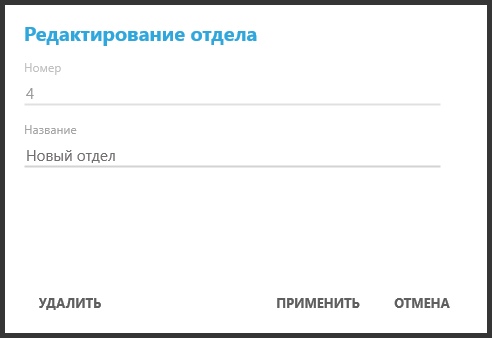 Редактирование отдела
Номер
4
Название
Новый отдел
УДАЛИТЬ ПРИМЕНИТЬ ОТМЕНА